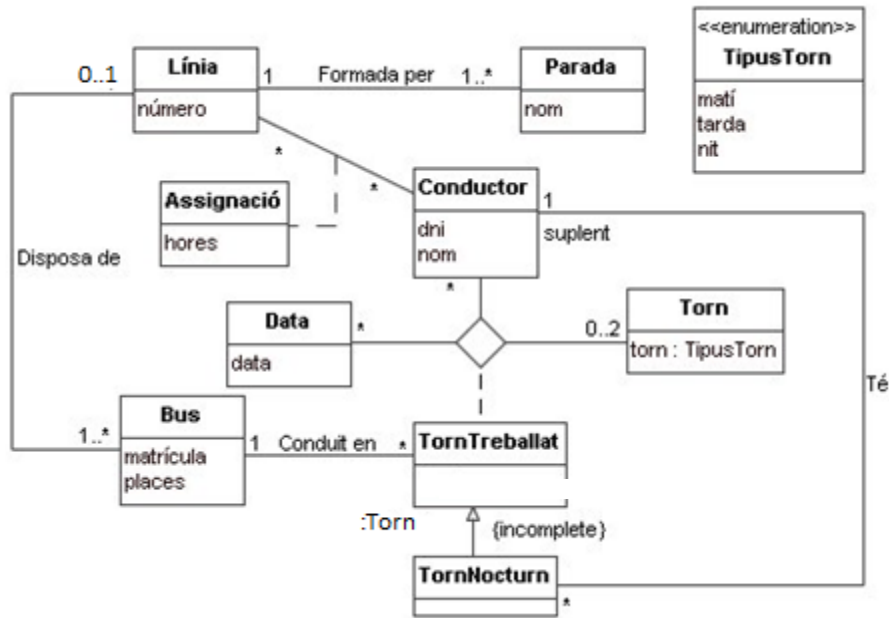 <<enumeration>>
TipusTorn
matí
tarda
nit
0..1
Línia
número
1
Formada per
1..*
Parada
nom
*
*
Assignació
hores
Conductor
dni
nom
1
suplent
Disposa de
*
Data
data
*
0..2
Torn
torn : TipusTorn
Té
Bus
matrícula
places
1..*
1
Conduit en
*
TornTreballat
:Torn
{incomplete}
TornNocturn
*